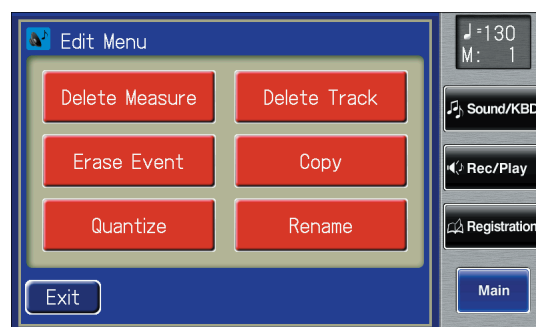 Edit Menu
Delete Measure
Delete Track
Erase Event
Copy
Quantize
Rename
Exit
♩=130
M: 1
Sound/KBD
Rec/Play
Registration
Main